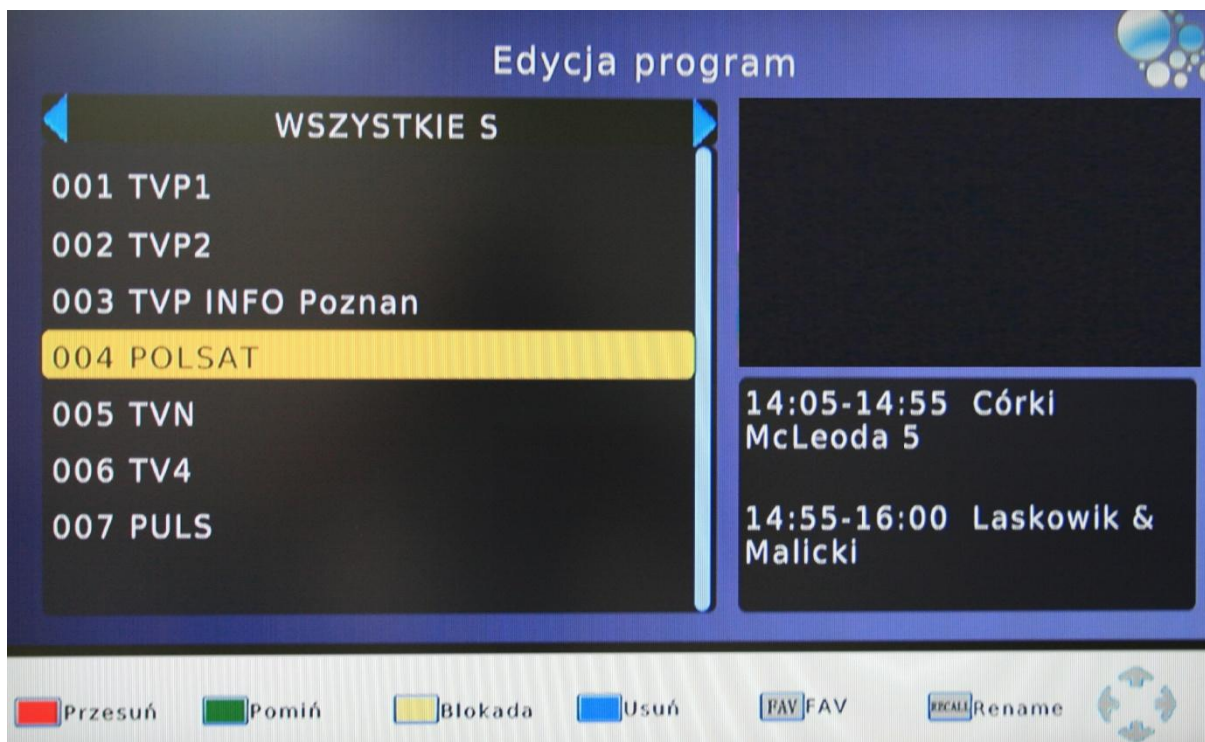 Edycja program
WSZYSTKIE S
001 TVP1
002 TVP2
003 TVP INFO Poznan
004 POLSAT
005 TVN
006 TV4
007 PULS
14:05-14:55 Córki
McLeoda 5
14:55-16:00 Laskowik &
Malicki
Przesuń Pomiń Blokada Usuń FAV FAV RECALL Rename